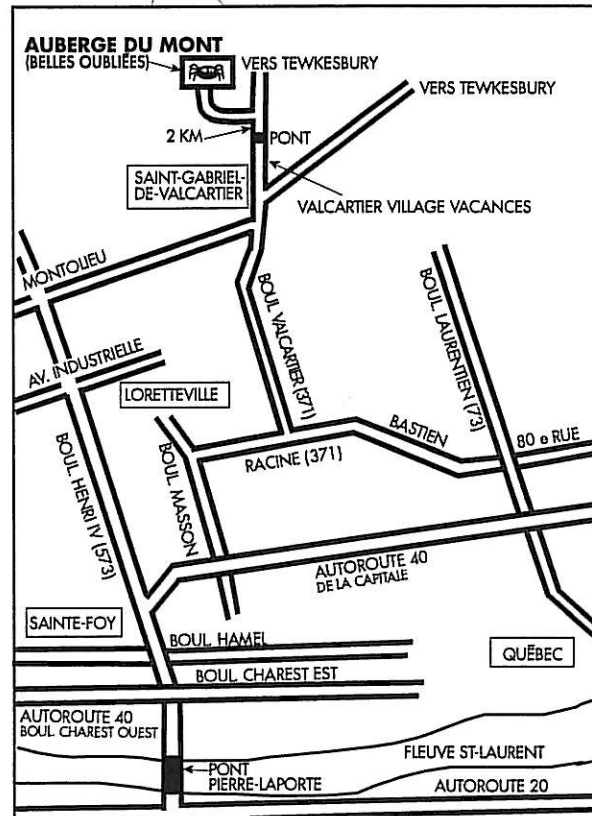 AUBERGE DU MONT
(BELLES OUBLIÉES)
VERS TEWKESBURY
VERS TEWKESBURY
2 KM
PONT
SAINT-GABRIEL-
DE-VALCARTIER
VALCARTIER VILLAGE VACANCES
MONTOLIEU
BOUL VALCARTIER (371)
BOUL. LAURENTIEN (73)
AV. INDUSTRIELLE
LORETTEVILLE
BASTIEN
80 e RUE
RACINE (371)
BOUL HENRI IV (573)
BOUL MASSON
AUTOROUTE 40
DE LA CAPITALE
SAINTE-FOY
BOUL. HAMEL
QUÉBEC
BOUL. CHAREST EST
AUTOROUTE 40
BOUL. CHAREST OUEST
FLEUVE ST-LAURENT
PONT
PIERRE-LAPORTE
AUTOROUTE 20